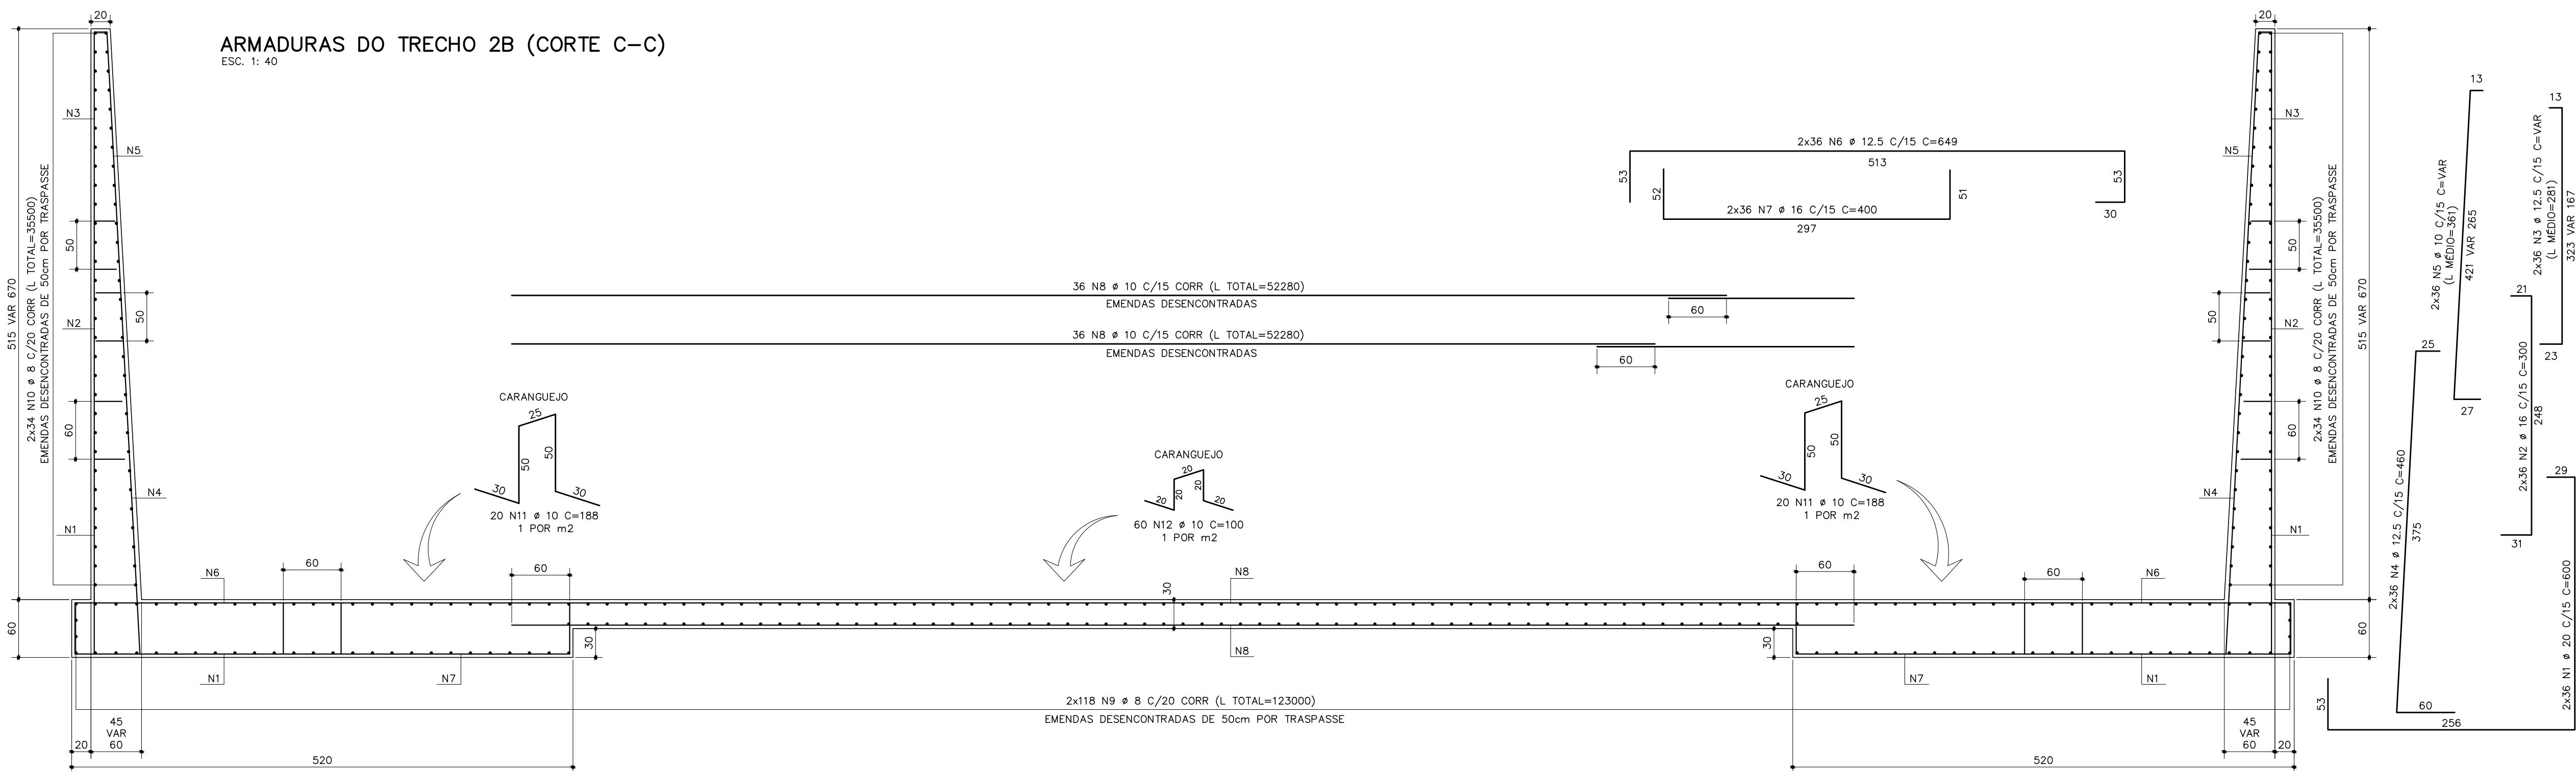 ARMADURAS DO TRECHO 2B (CORTE C-C)
ESC. 1: 40
20
515 VAR 670
2x34 N10 ø 8 C/20 CORR (L TOTAL=35500)
EMENDAS DESENCONTRADAS DE 50cm POR TRASPASSE
N3
N5
50
N2
50
60
N4
N1
60
N6
60
60
N1
N7
45
VAR
60
20
520
30
CARANGUEJO
25
50
50
30
30
20 N11 ø 10 C=188
1 POR m2
36 N8 ø 10 C/15 CORR (L TOTAL=52280)
EMENDAS DESENCONTRADAS
60
36 N8 ø 10 C/15 CORR (L TOTAL=52280)
EMENDAS DESENCONTRADAS
60
CARANGUEJO
20
20
20
20
20
60 N12 ø 10 C=100
1 POR m2
30
N8
N8
2x118 N9 ø 8 C/20 CORR (L TOTAL=123000)
EMENDAS DESENCONTRADAS DE 50cm POR TRASPASSE
2x36 N6 ø 12.5 C/15 C=649
513
53
53
30
52
51
2x36 N7 ø 16 C/15 C=400
297
CARANGUEJO
25
50
50
30
30
20 N11 ø 10 C=188
1 POR m2
60
60
N6
30
N7
N1
520
45
VAR
60
20
20
N3
N5
50
N2
50
60
N4
N1
2x34 N10 ø 8 C/20 CORR (L TOTAL=35500)
EMENDAS DESENCONTRADAS DE 50cm POR TRASPASSE
515 VAR 670
60
13
2x36 N5 ø 10 C/15 C=VAR
(L MÉDIO=361)
421 VAR 265
27
13
2x36 N3 ø 12.5 C/15 C=VAR
(L MÉDIO=281)
323 VAR 167
23
25
2x36 N4 ø 12.5 C/15 C=460
375
60
21
2x36 N2 ø 16 C/15 C=300
248
31
29
2x36 N1 ø 20 C/15 C=600
53
256